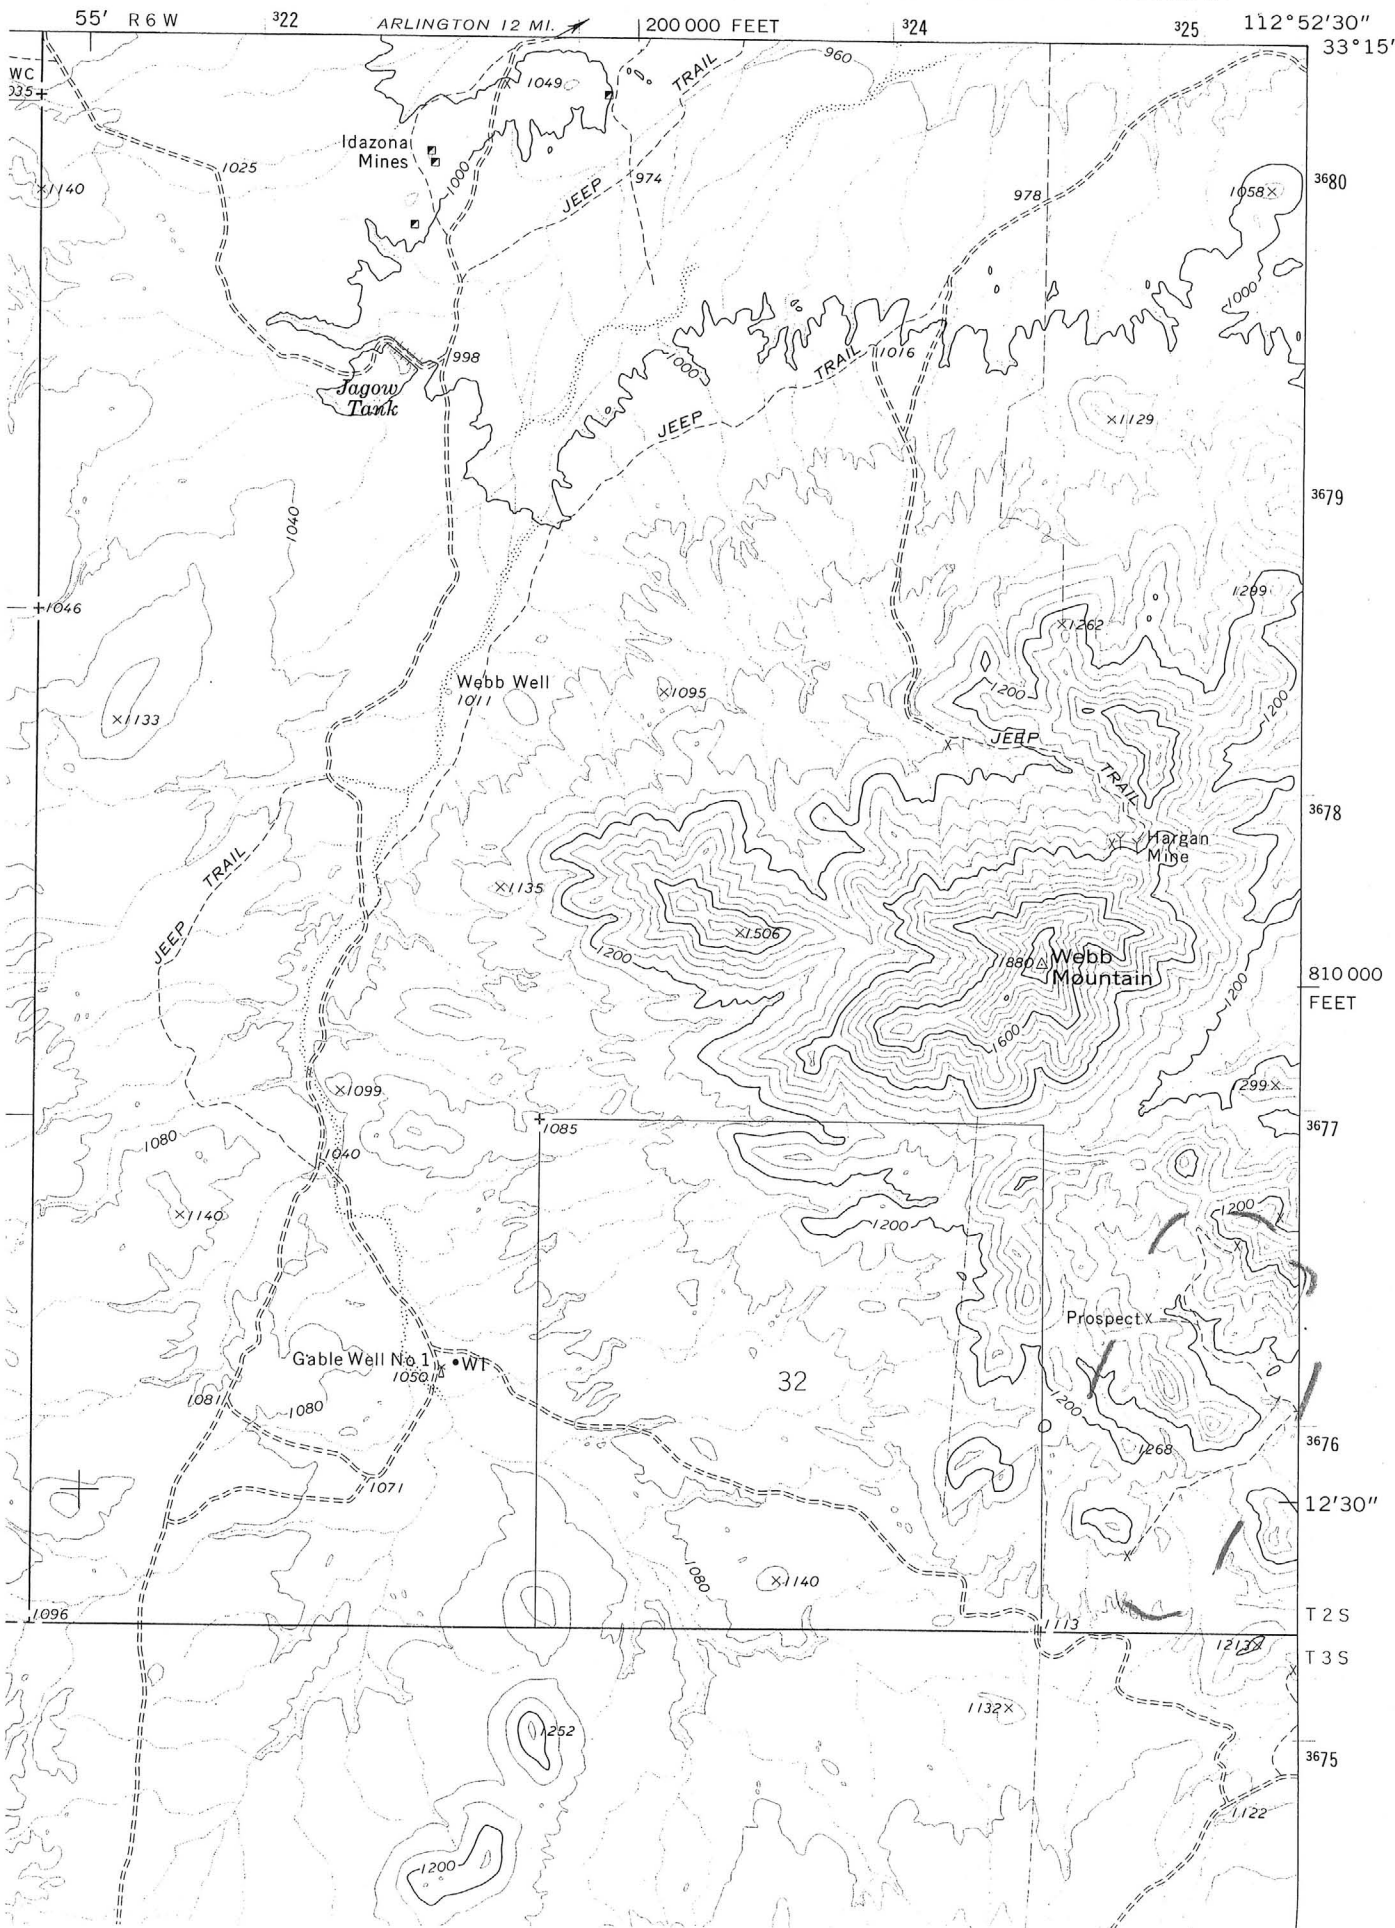 55' R 6 W 322 ARLINGTON 12 MI. 200 000 FEET 324 325 112°52'30"
33°15'
WC
035
960
TRAIL
1049
Idazona
Mines
1000
1025
974
1140
JEEP
978
1058
3680
1000
998
1016
TRAIL
1000
Jagow
Tank
JEEP
1129
3679
1040
1046
1299
1262
Webb Well
1011
1095
1200
1200
1133
JEEP
TRAIL
3678
Hargan
Mine
TRAIL
1135
JEEP
1506
1200
1880 Webb
Mountain
810 000
FEET
1200
1600
1099
1299
1085
3677
1080
1040
1140
1200
1200
Prospect
Gable Well No 1
1050
W1
32
1081
1080
1200
1268
3676
1071
12'30"
1080
1140
1096
1113
T 2 S
1213
T 3 S
1132
1252
3675
1122
1200